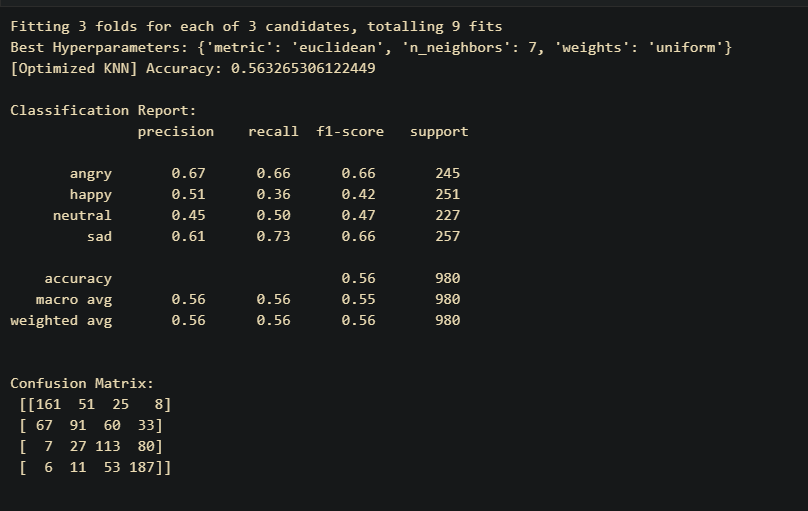 Fitting 3 folds for each of 3 candidates, totalling 9 fits
Best Hyperparameters: {'metric': 'euclidean', 'n_neighbors': 7, 'weights': 'uniform'}
[Optimized KNN] Accuracy: 0.563265306122449
Classification Report:
precision recall f1-score support
angry 0.67 0.66 0.66 245
happy 0.51 0.36 0.42 251
neutral 0.45 0.50 0.47 227
sad 0.61 0.73 0.66 257
accuracy 0.56 980
macro avg 0.56 0.56 0.55 980
weighted avg 0.56 0.56 0.56 980
Confusion Matrix:
[[161 51 25 8]
[ 67 91 60 33]
[ 7 27 113 80]
[ 6 11 53 187]]